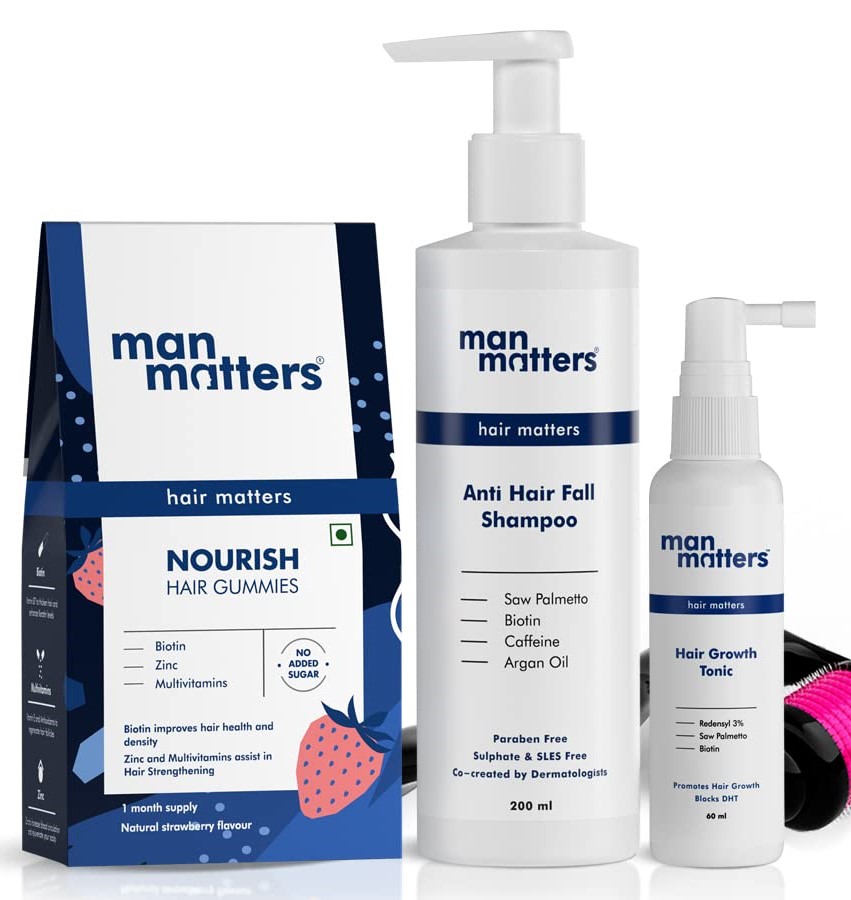 man
matters®
hair matters
NOURISH
HAIR GUMMIES
Biotin
Zinc
Multivitamins
NO
ADDED
SUGAR
Biotin improves hair health and
density
Zinc and Multivitamins assist in
Hair Strengthening
1 month supply
Natural strawberry flavour
Biotin
Multivitamins
Zinc
man
matters®
hair matters
Anti Hair Fall
Shampoo
Saw Palmetto
Biotin
Caffeine
Argan Oil
Paraben Free
Sulphate & SLES Free
Co-created by Dermatologists
200 ml
man
matters™
hair matters
Hair Growth
Tonic
Redensyl 3%
Saw Palmetto
Biotin
Promotes Hair Growth
Blocks DHT
60 ml